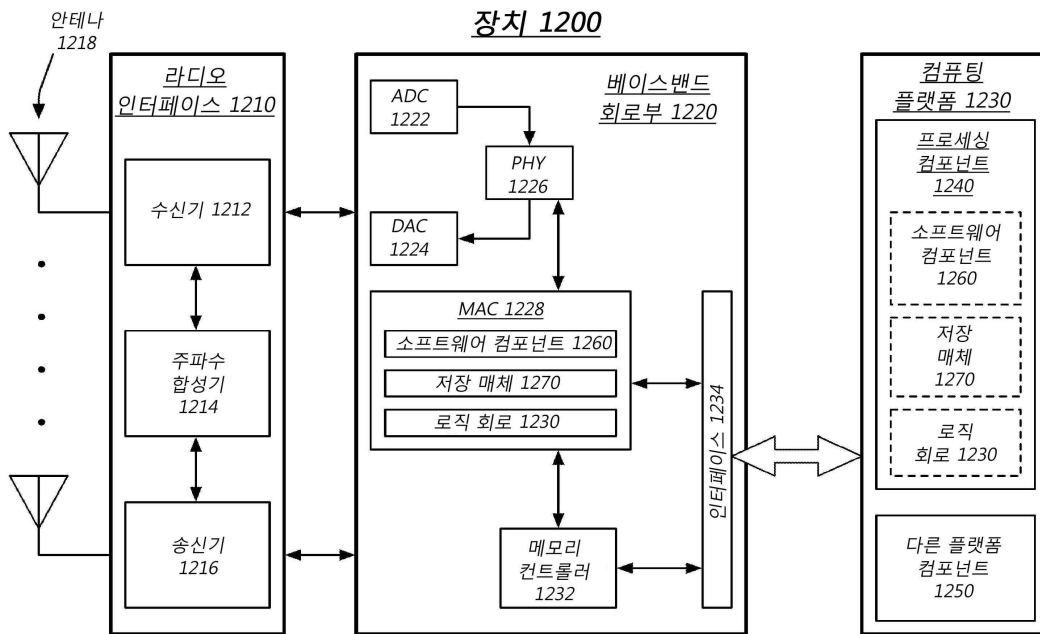 장치 1200
안테나
1218
라디오
인터페이스 1210
수신기 1212
주파수
합성기
1214
송신기
1216
베이스밴드
회로부 1220
ADC
1222
PHY
1226
DAC
1224
MAC 1228
소프트웨어 컴포넌트 1260
저장 매체 1270
로직 회로 1230
메모리
컨트롤러
1232
인터페이스 1234
컴퓨팅
플랫폼 1230
프로세싱
컴포넌트
1240
소프트웨어
컴포넌트
1260
저장
매체
1270
로직
회로 1230
다른 플랫폼
컴포넌트
1250